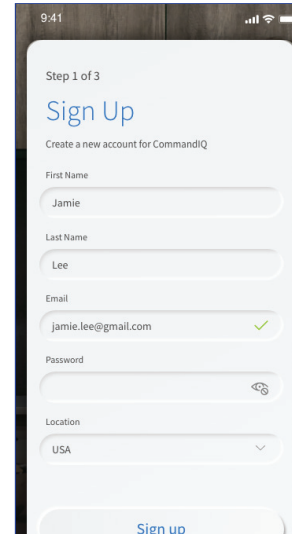 9:41
Step 1 of 3
Sign Up
Create a new account for CommandIQ
First Name
Jamie
Last Name
Lee
Email
jamie.lee@gmail.com
Password
Location
USA
Sign up